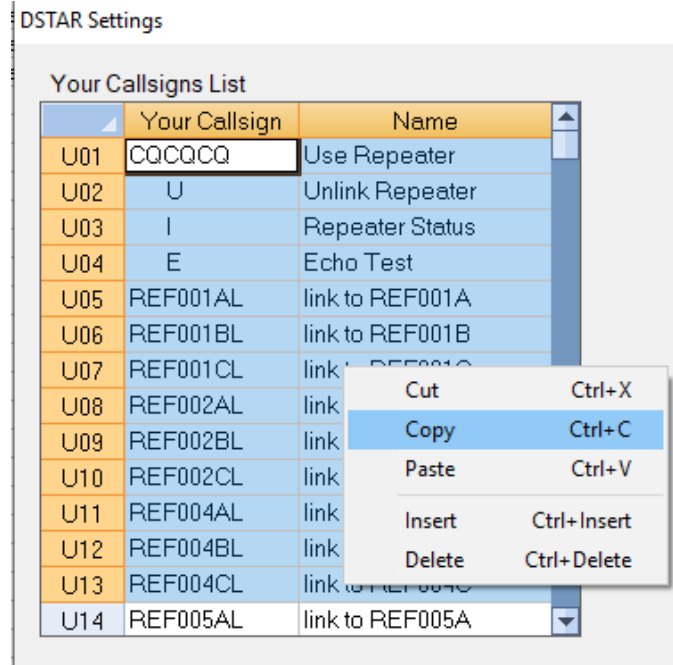 DSTAR Settings
Your Callsigns List
Your Callsign Name
U01 CQCQCQ Use Repeater
U02 U Unlink Repeater
U03 I Repeater Status
U04 E Echo Test
U05 REF001AL link to REF001A
U06 REF001BL link to REF001B
U07 REF001CL link
U08 REF002AL link
U09 REF002BL link
U10 REF002CL link
U11 REF004AL link
U12 REF004BL link
U13 REF004CL link
U14 REF005AL link to REF005A
Cut Ctrl+X
Copy Ctrl+C
Paste Ctrl+V
Insert Ctrl+Insert
Delete Ctrl+Delete